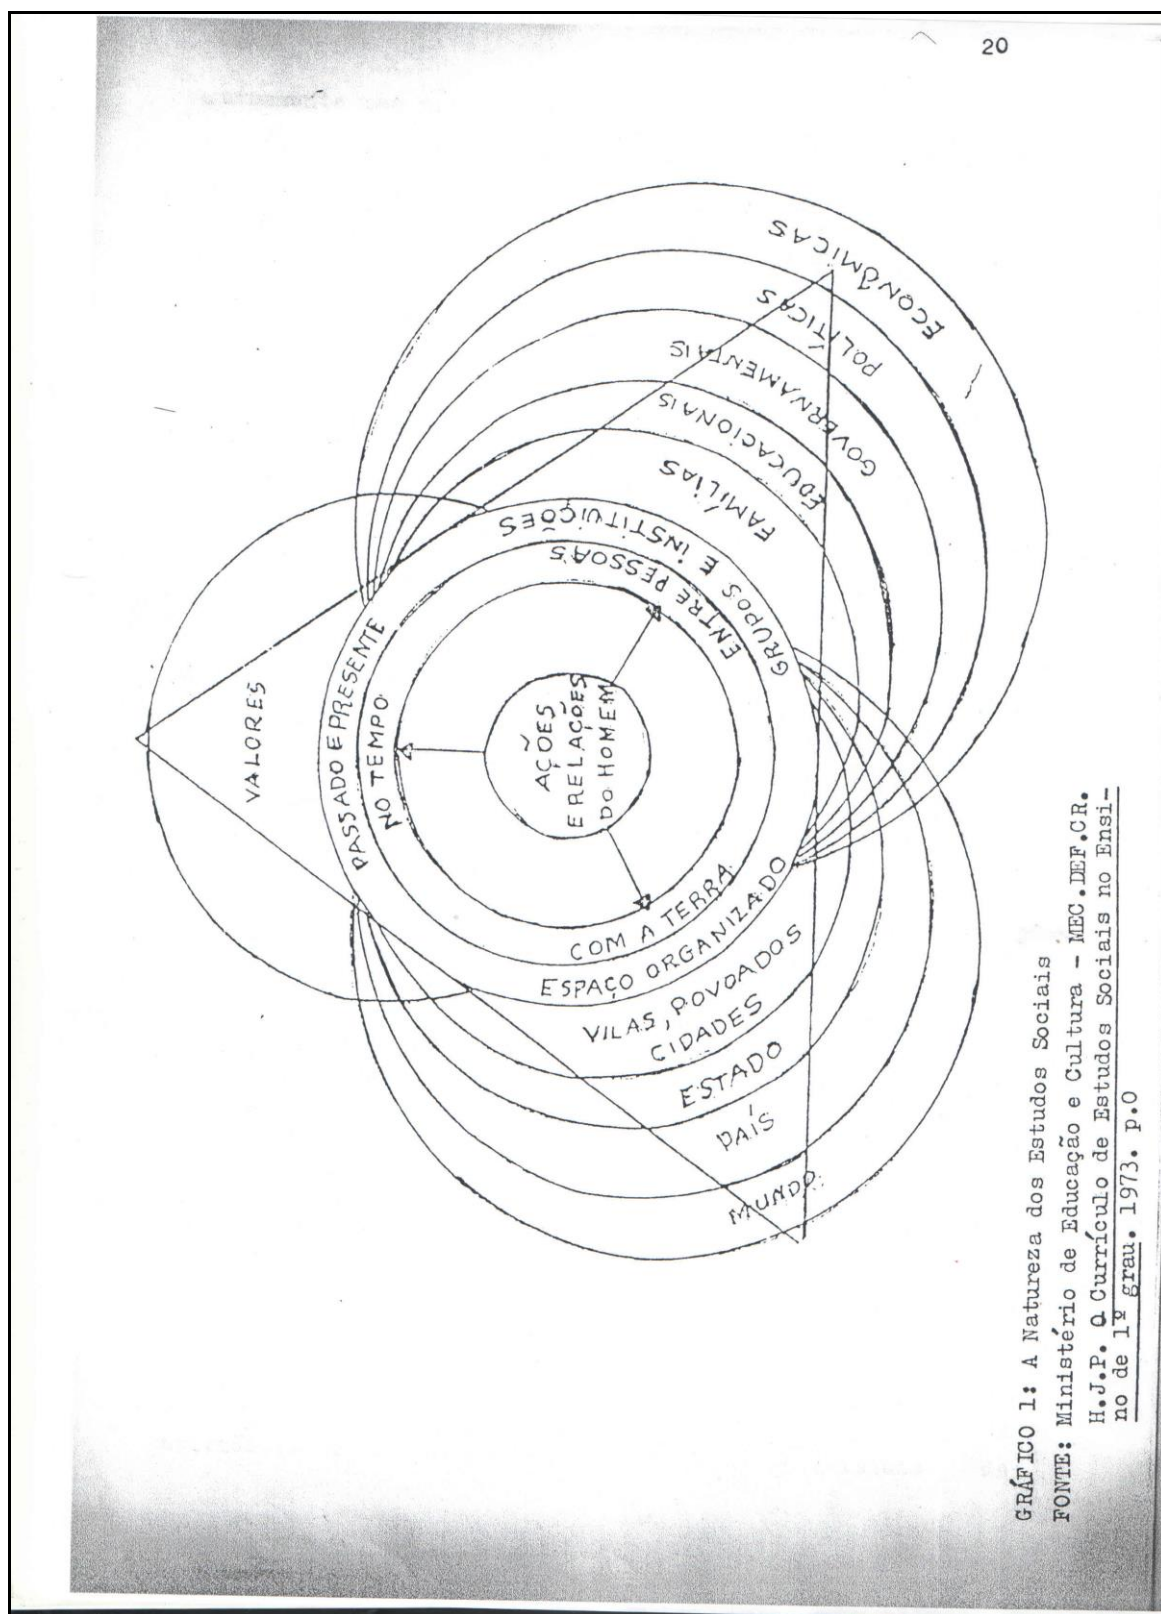 20
VALORES
PASSADO E PRESENTE
NO TEMPO
AÇÕES
E RELAÇÕES
DO HOMEM
ENTRE PESSOAS
GRUPOS E INSTITUIÇÕES
FAMÍLIAS
EDUCACIONAIS
GOVERNAMENTAIS
POLÍTICAS
ECONÔMICAS
COM A TERRA
ESPAÇO ORGANIZADO
VILAS, POVOADOS
CIDADES
ESTADO
PAÍS
MUNDO
GRÁFICO 1: A Natureza dos Estudos Sociais
FONTE: Ministério de Educação e Cultura - MEC.DEF.CR.
H.J.P. O Currículo de Estudos Sociais no Ensi-
no de 1º grau. 1973. p.O